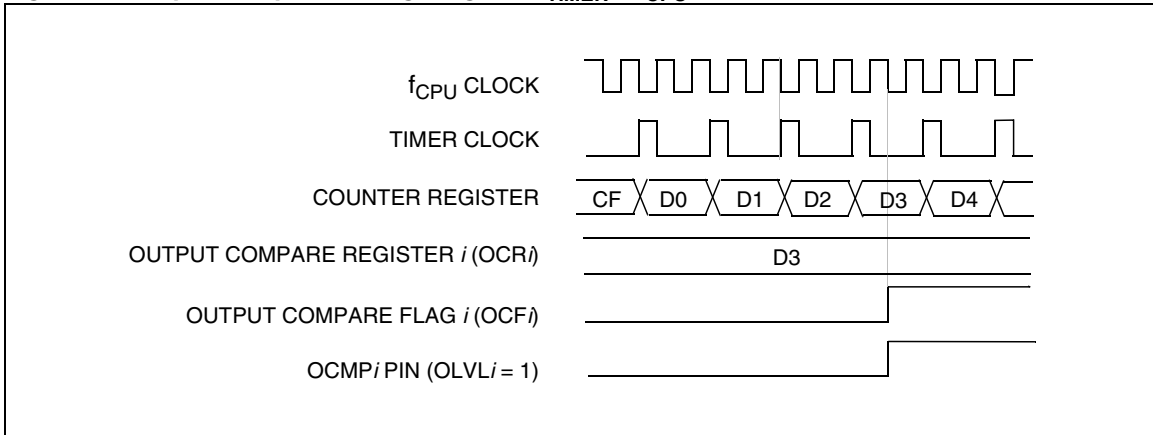 f_CPU CLOCK
TIMER CLOCK
COUNTER REGISTER CF D0 D1 D2 D3 D4
OUTPUT COMPARE REGISTER i (OCRi) D3
OUTPUT COMPARE FLAG i (OCFi)
OCMPi PIN (OLVLi = 1)